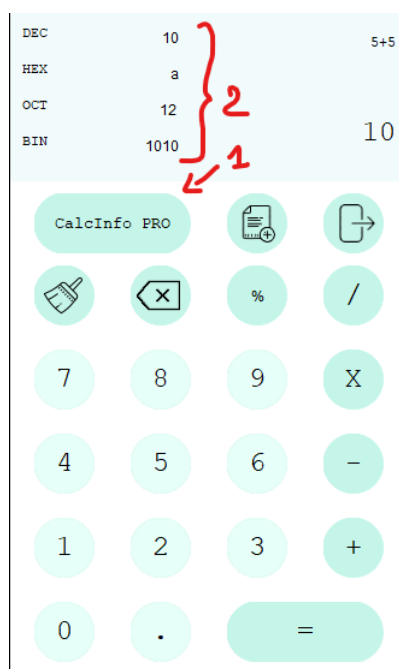 DEC 10 5+5
HEX a
OCT 12 2
BIN 1010 10
1
CalcInfo PRO
% /
7 8 9 X
4 5 6 -
1 2 3 +
0 . =